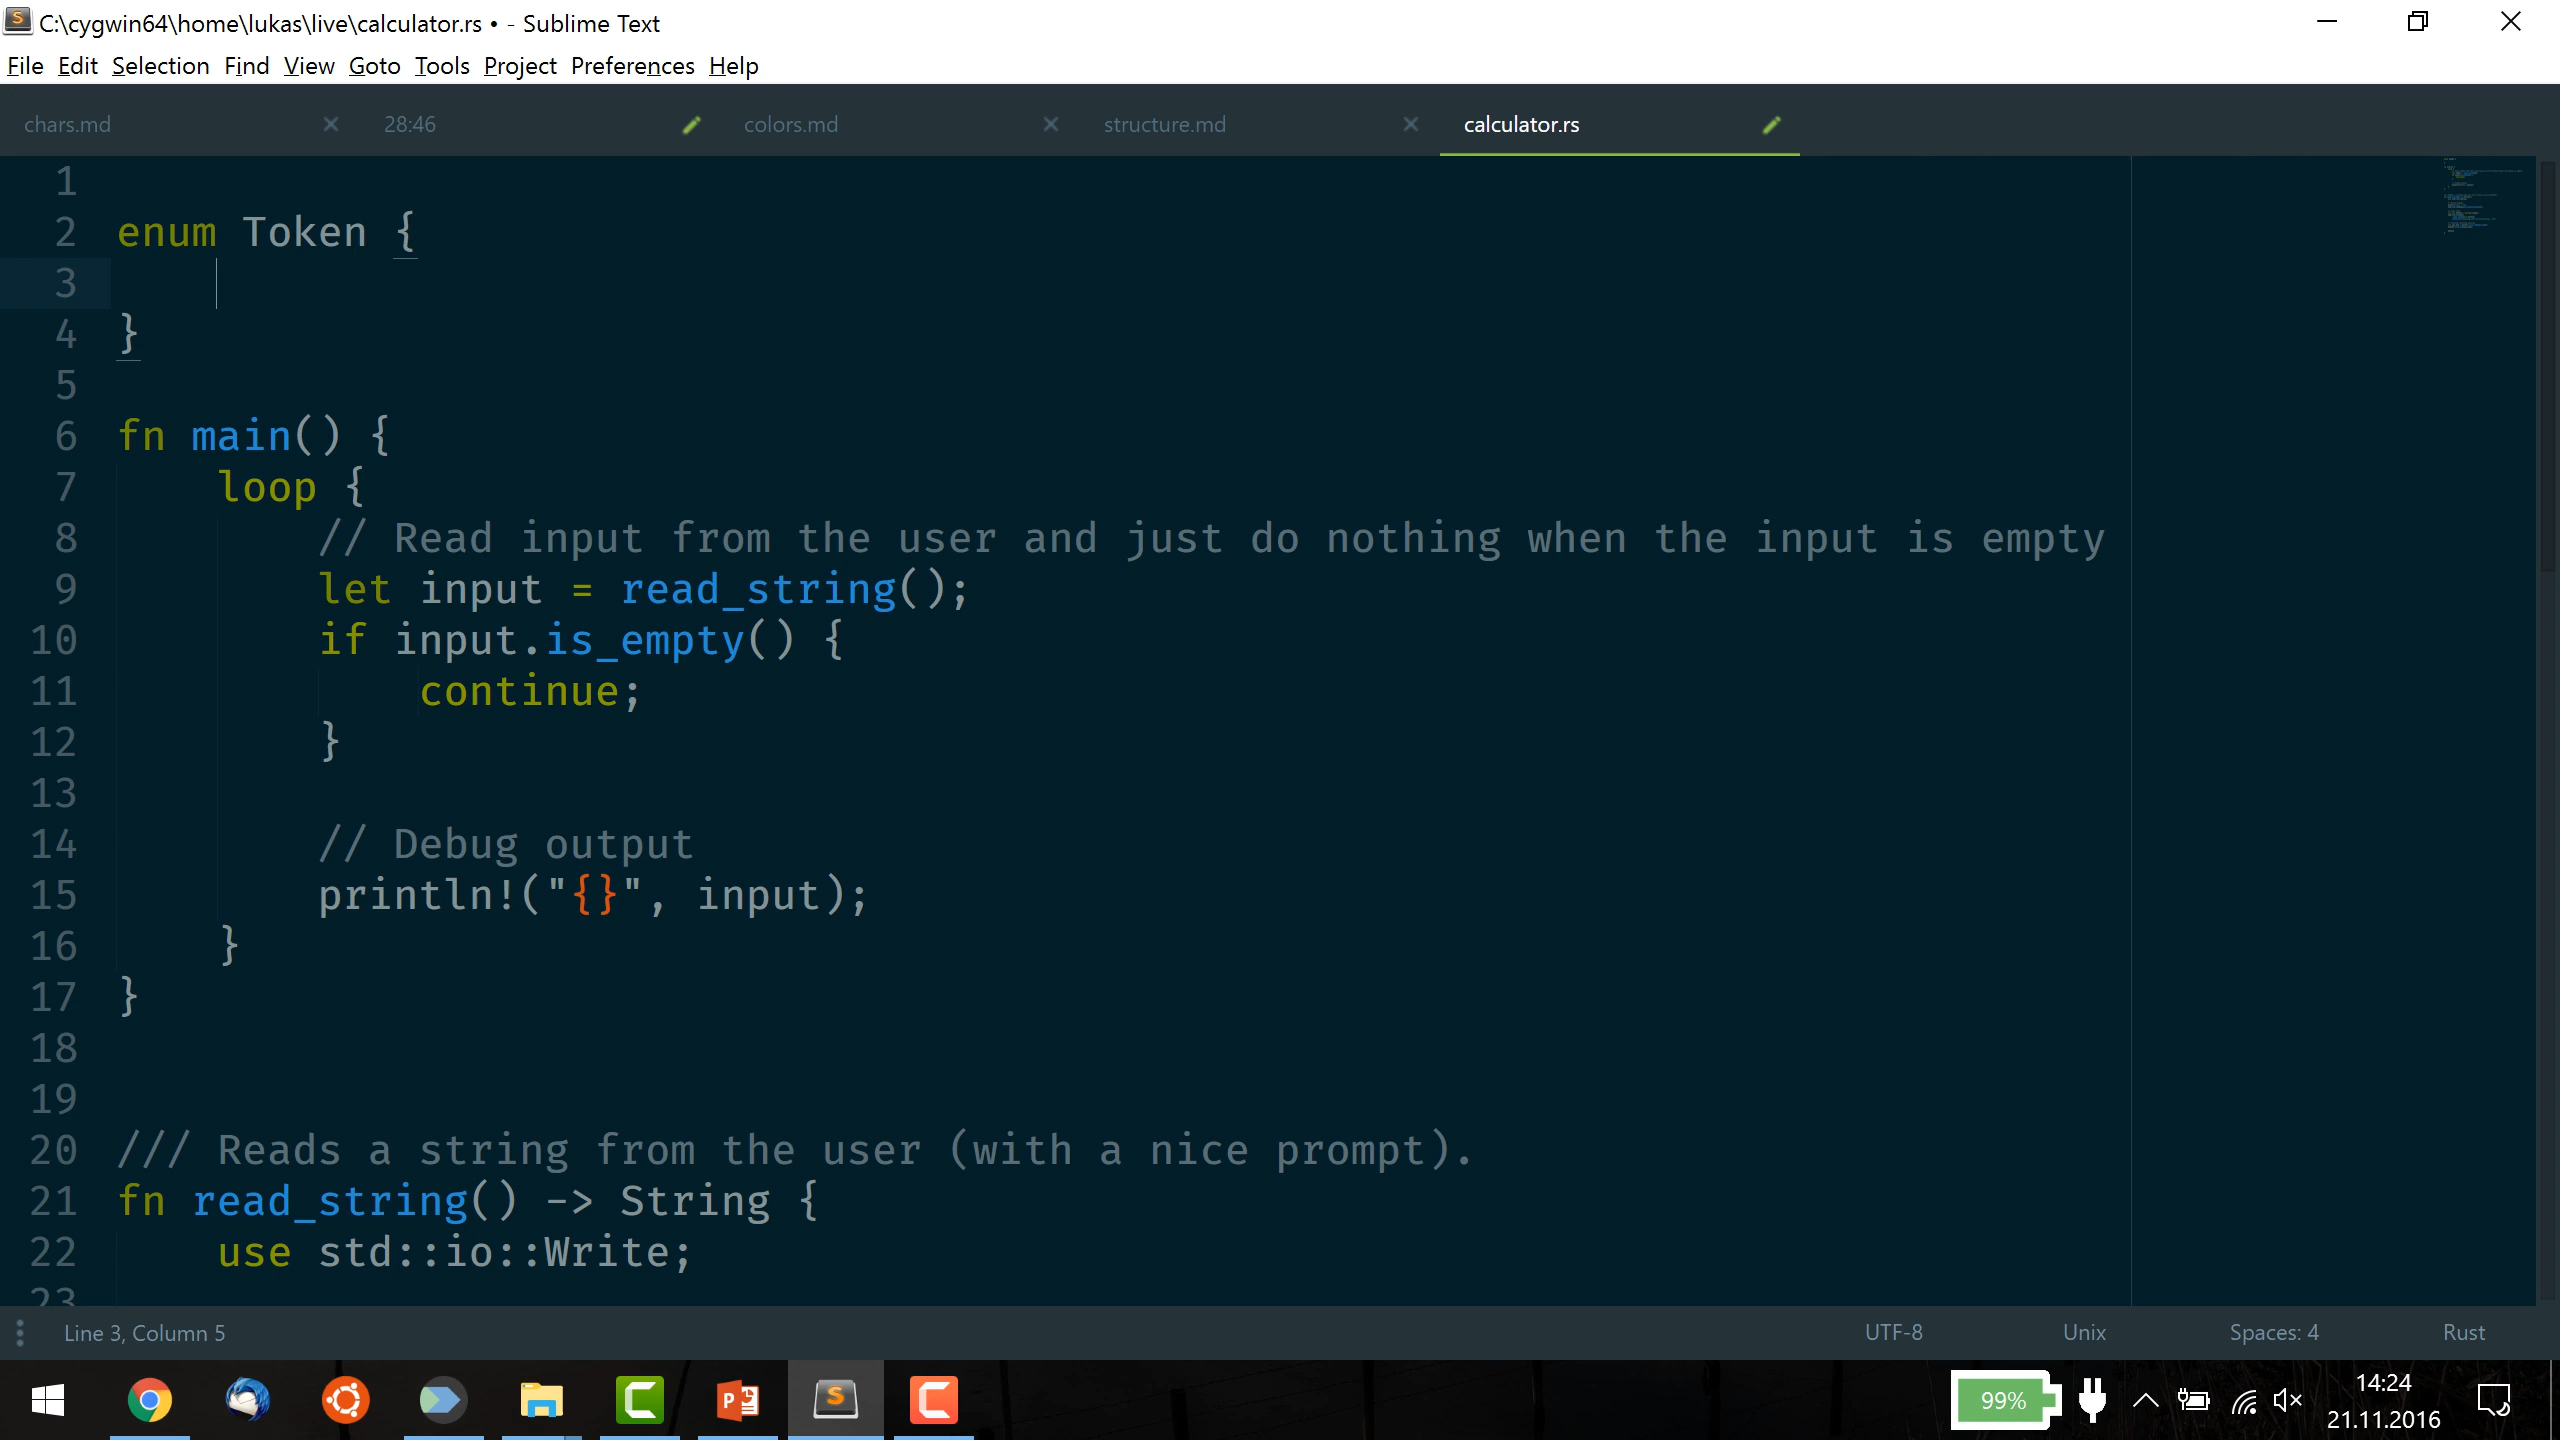 C:\cygwin64\home\lukas\live\calculator.rs • - Sublime Text
File Edit Selection Find View Goto Tools Project Preferences Help
chars.md 28:46 colors.md structure.md calculator.rs
1
2 enum Token {
3
4 }
5
6 fn main() {
7     loop {
8         // Read input from the user and just do nothing when the input is empty
9         let input = read_string();
10         if input.is_empty() {
11             continue;
12         }
13
14         // Debug output
15         println!("{}", input);
16     }
17 }
18
19
20 /// Reads a string from the user (with a nice prompt).
21 fn read_string() -> String {
22     use std::io::Write;
23
Line 3, Column 5 UTF-8 Unix Spaces: 4 Rust
99% 14:24
21.11.2016